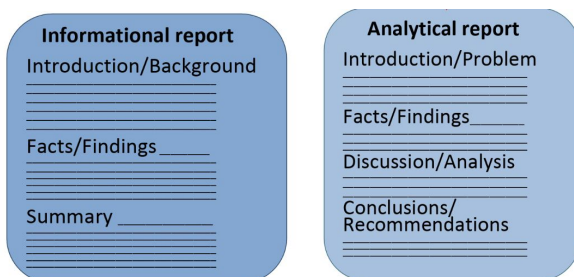 Informational report
Introduction/Background
Facts/Findings
Summary
Analytical report
Introduction/Problem
Facts/Findings
Discussion/Analysis
Conclusions/
Recommendations